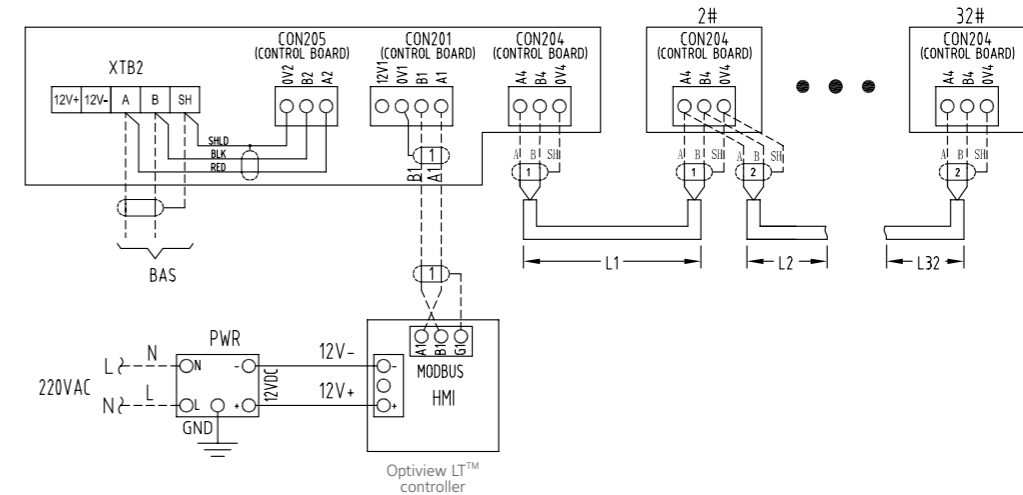 2#
32#
XTB2
12V+ 12V- A B SH
CON205
(CONTROL BOARD)
0V2 B2 A2
CON201
(CONTROL BOARD)
12V1 0V1 B1 A1
CON204
(CONTROL BOARD)
A4 B4 0V4
CON204
(CONTROL BOARD)
A4 B4 0V4
CON204
(CONTROL BOARD)
A4 B4 0V4
SHLD
BLK
RED
1
B1 A1
A B SH
1
A B SH
1
A B SH
2
A B SH
2
BAS
L1
L2
L32
1
A1 B1 G1
MODBUS
HMI
PWR
220VAC
L N
N L
N - 
L +
12VDC
GND
12V-
12V+
-
+
Optiview LT™
controller